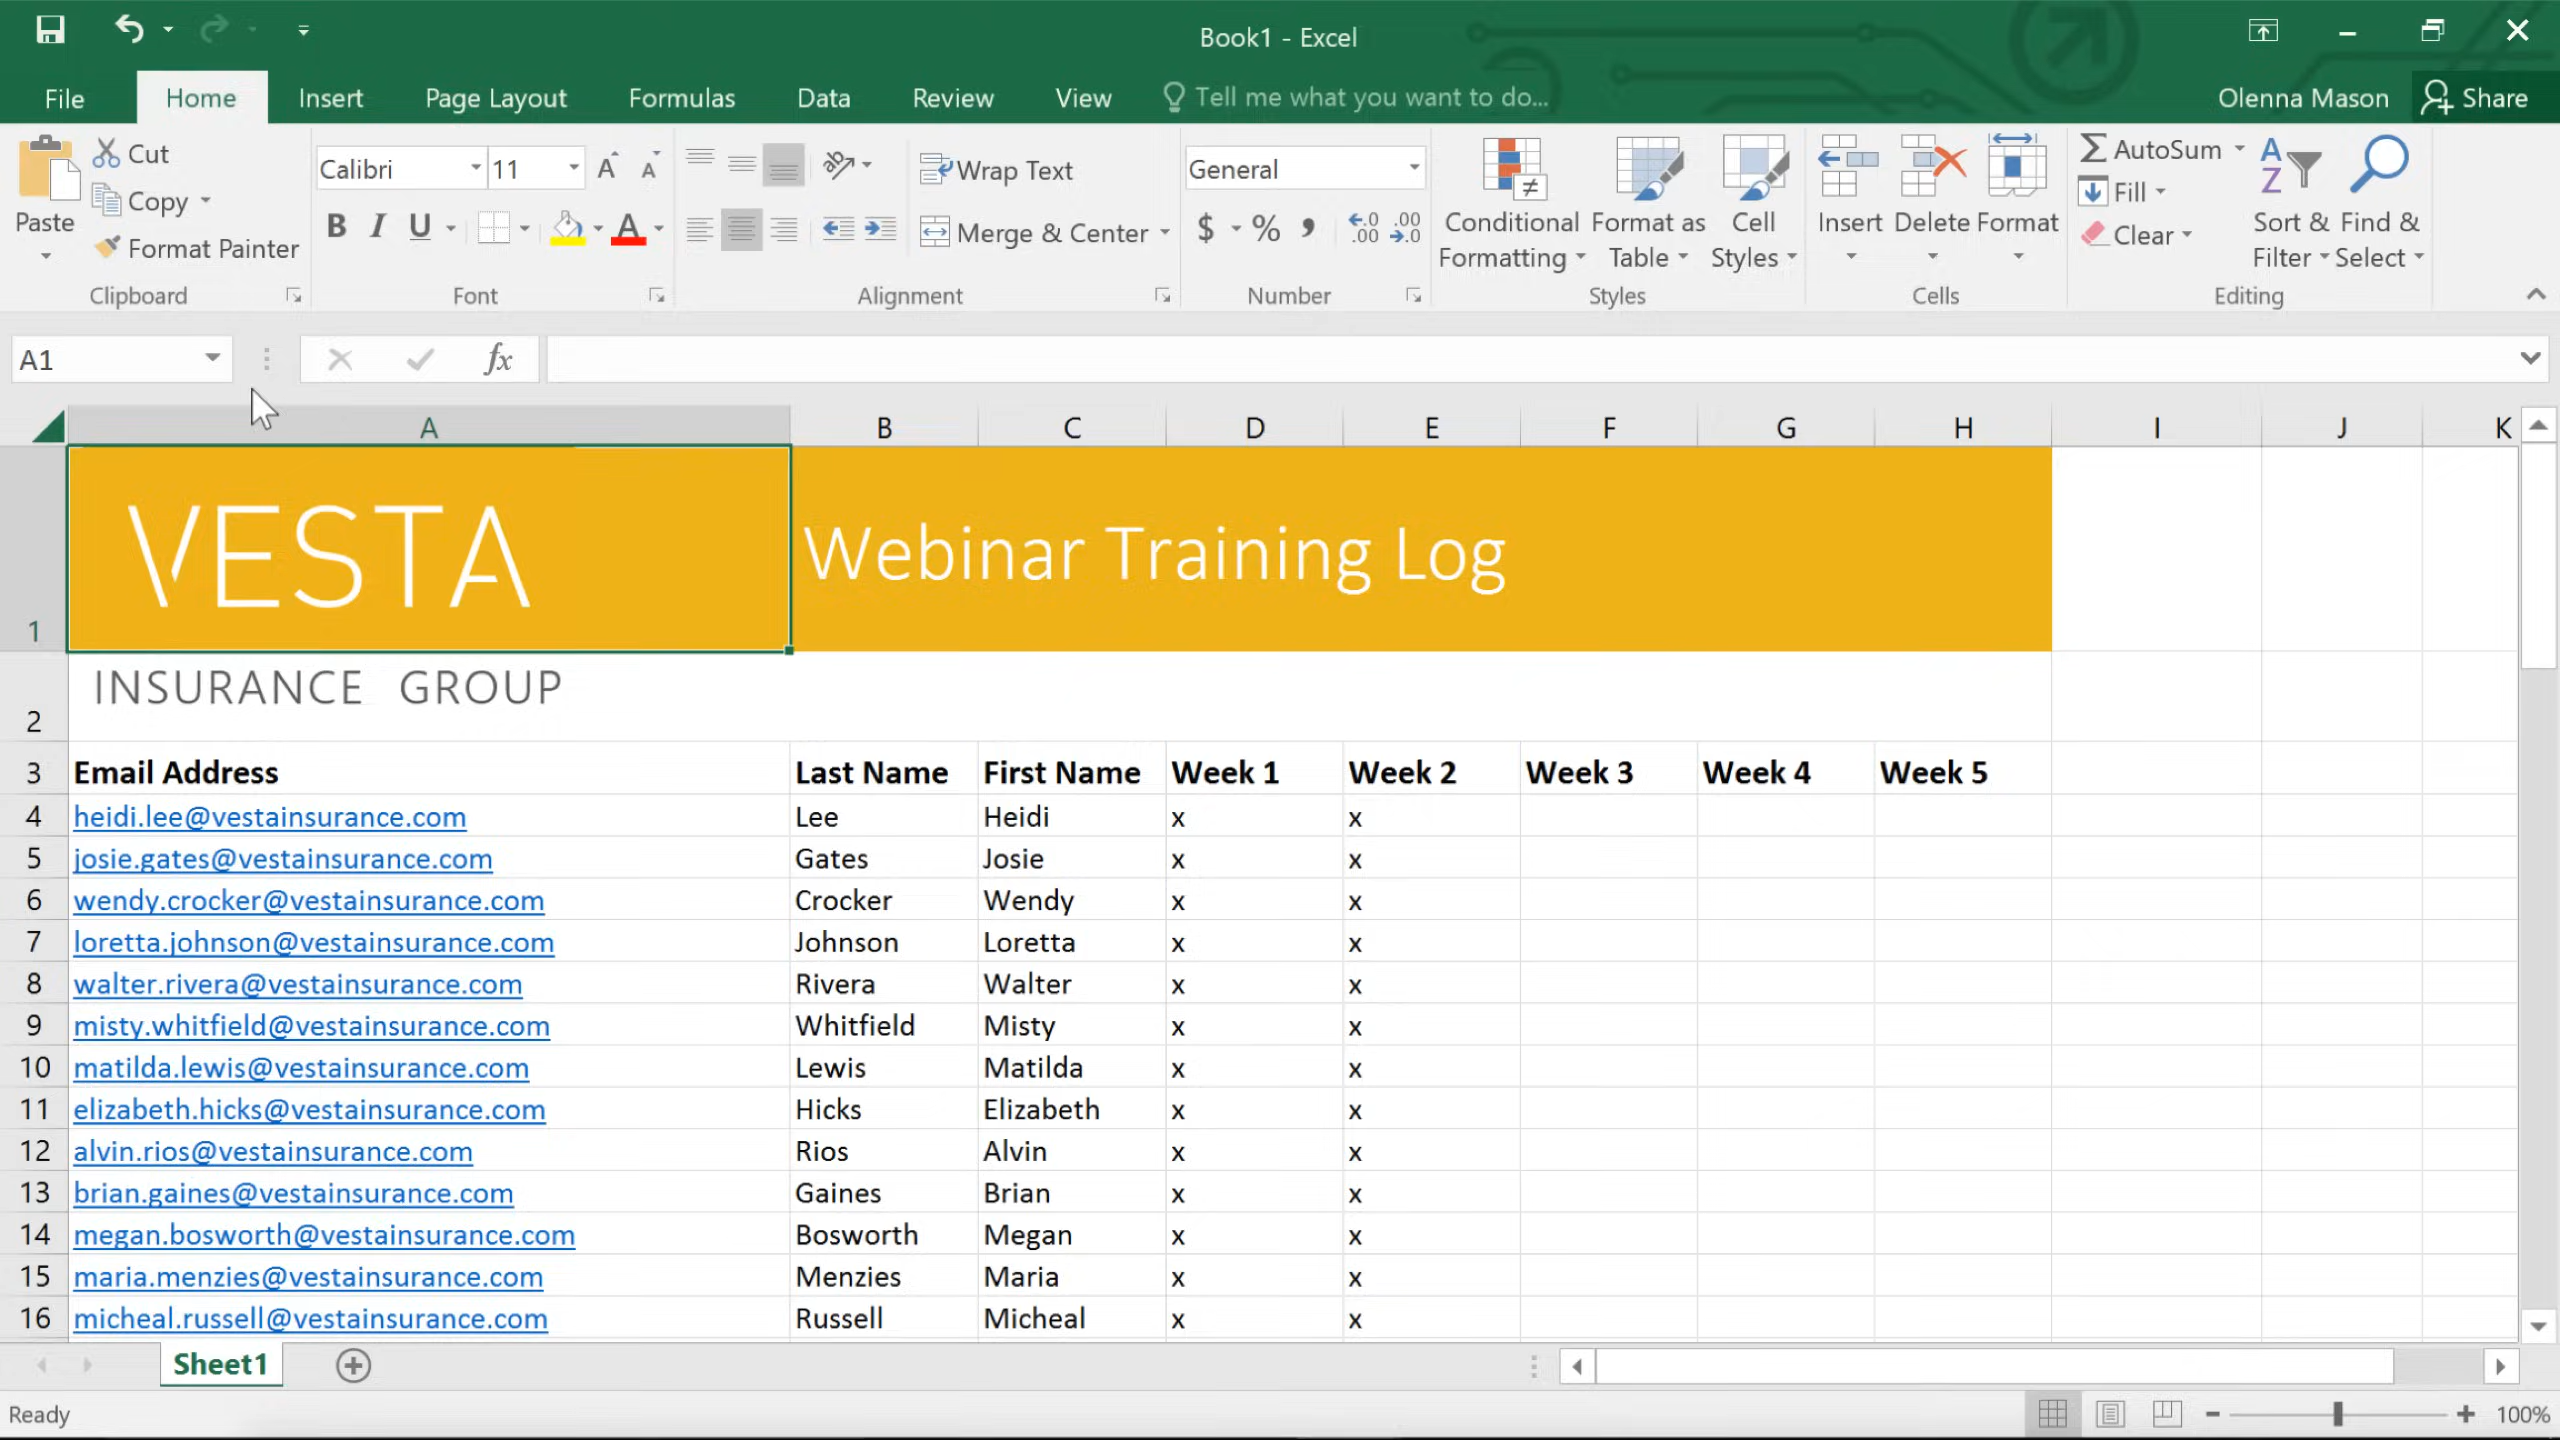 Book1 - Excel
File Home Insert Page Layout Formulas Data Review View Tell me what you want to do... Olenna Mason Share
Paste Cut Copy Format Painter Clipboard
Calibri 11 B I U A Font
Wrap Text Merge & Center Alignment
General $ % Number
Conditional Formatting Format as Table Cell Styles Styles
Insert Delete Format Cells
AutoSum Fill Clear Sort & Filter Find & Select Editing
A1 fx
A B C D E F G H I J K
1 VESTA Webinar Training Log
2 INSURANCE GROUP
3 Email Address Last Name First Name Week 1 Week 2 Week 3 Week 4 Week 5
4 heidi.lee@vestainsurance.com Lee Heidi x x
5 josie.gates@vestainsurance.com Gates Josie x x
6 wendy.crocker@vestainsurance.com Crocker Wendy x x
7 loretta.johnson@vestainsurance.com Johnson Loretta x x
8 walter.rivera@vestainsurance.com Rivera Walter x x
9 misty.whitfield@vestainsurance.com Whitfield Misty x x
10 matilda.lewis@vestainsurance.com Lewis Matilda x x
11 elizabeth.hicks@vestainsurance.com Hicks Elizabeth x x
12 alvin.rios@vestainsurance.com Rios Alvin x x
13 brian.gaines@vestainsurance.com Gaines Brian x x
14 megan.bosworth@vestainsurance.com Bosworth Megan x x
15 maria.menzies@vestainsurance.com Menzies Maria x x
16 micheal.russell@vestainsurance.com Russell Micheal x x
Sheet1
Ready 100%